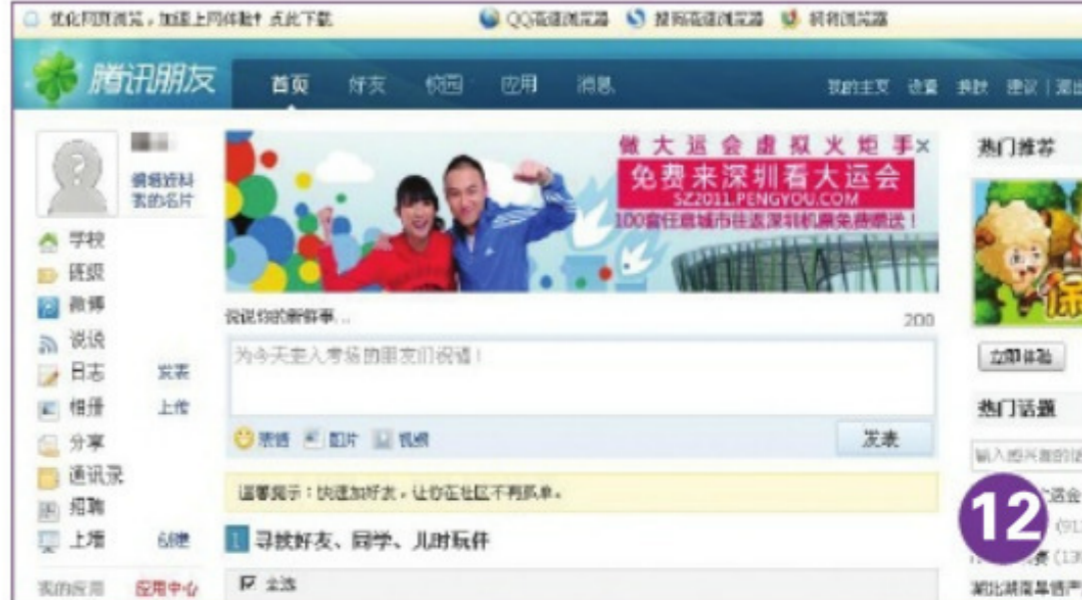 优化网页浏览，加速上网体验！点此下载
QQ高速浏览器
搜狗高速浏览器
腾讯朋友
首页 好友 校园 应用 消息
我的主页 设置 换肤 建议 |
编辑资料
我的名片
学校
班级
微博
说说
日志 发表
相册 上传
分享
通讯录
招聘
上墙 创建
我的应用 应用中心
做大运会虚拟火炬手×
免费来深圳看大运会
SZ2011.PENGYOU.COM
100套任意城市往返深圳机票免费赠送！
说说你的新鲜事...
200
为今天走入考场的朋友们祝福！
表情 图片 视频
发表
温馨提示：快速加好友，让你在社区不再孤单。
1 寻找好友、同学、儿时玩伴
全选
热门推荐
保
立即体验
热门话题
12